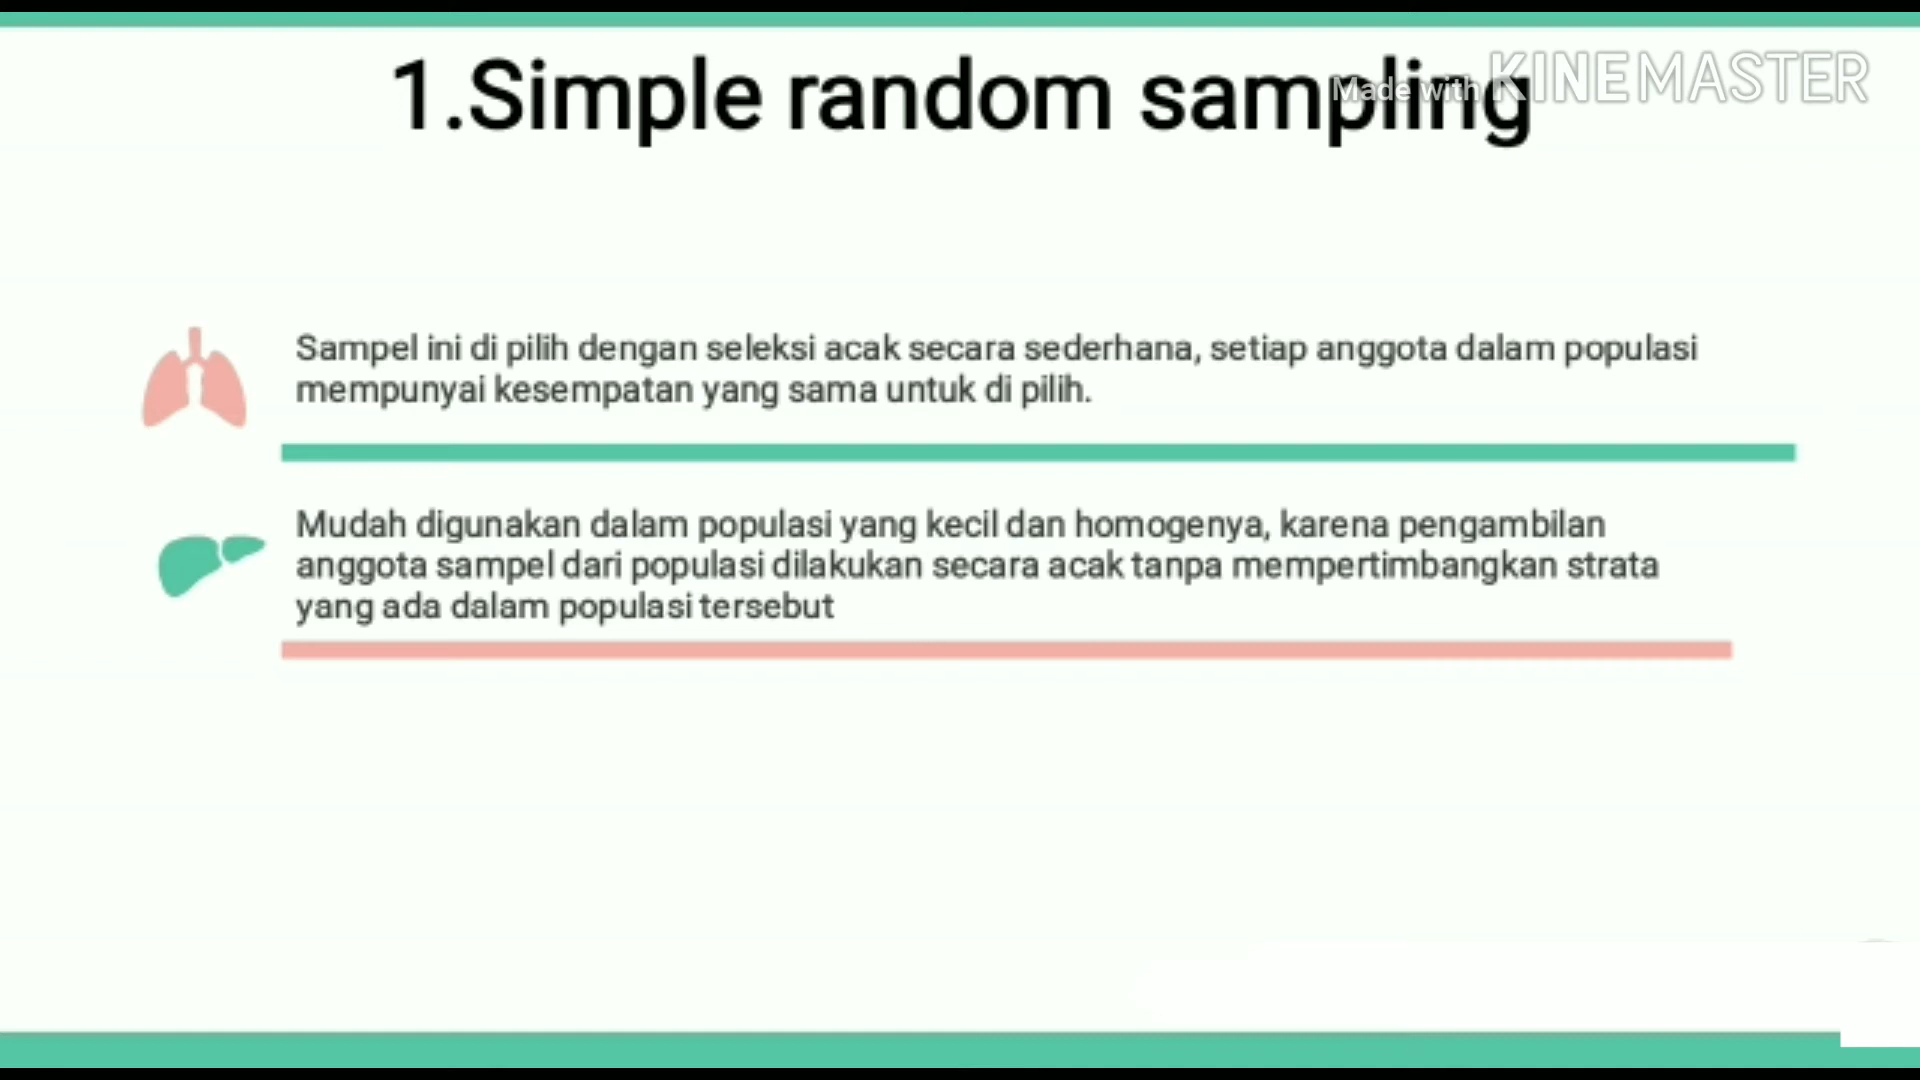 1.Simple random sampling
Made with KINEMASTER
Sampel ini di pilih dengan seleksi acak secara sederhana, setiap anggota dalam populasi
mempunyai kesempatan yang sama untuk di pilih.
Mudah digunakan dalam populasi yang kecil dan homogenya, karena pengambilan
anggota sampel dari populasi dilakukan secara acak tanpa mempertimbangkan strata
yang ada dalam populasi tersebut